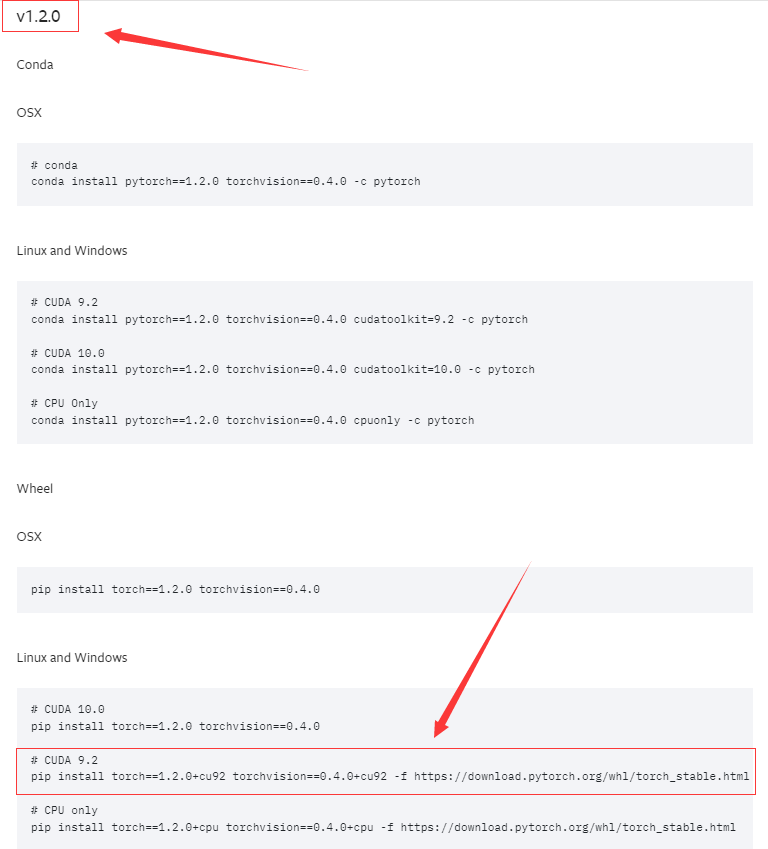 v1.2.0
Conda
OSX
# conda
conda install pytorch==1.2.0 torchvision==0.4.0 -c pytorch
Linux and Windows
# CUDA 9.2
conda install pytorch==1.2.0 torchvision==0.4.0 cudatoolkit=9.2 -c pytorch
# CUDA 10.0
conda install pytorch==1.2.0 torchvision==0.4.0 cudatoolkit=10.0 -c pytorch
# CPU Only
conda install pytorch==1.2.0 torchvision==0.4.0 cpuonly -c pytorch
Wheel
OSX
pip install torch==1.2.0 torchvision==0.4.0
Linux and Windows
# CUDA 10.0
pip install torch==1.2.0 torchvision==0.4.0
# CUDA 9.2
pip install torch==1.2.0+cu92 torchvision==0.4.0+cu92 -f https://download.pytorch.org/whl/torch_stable.html
# CPU only
pip install torch==1.2.0+cpu torchvision==0.4.0+cpu -f https://download.pytorch.org/whl/torch_stable.html